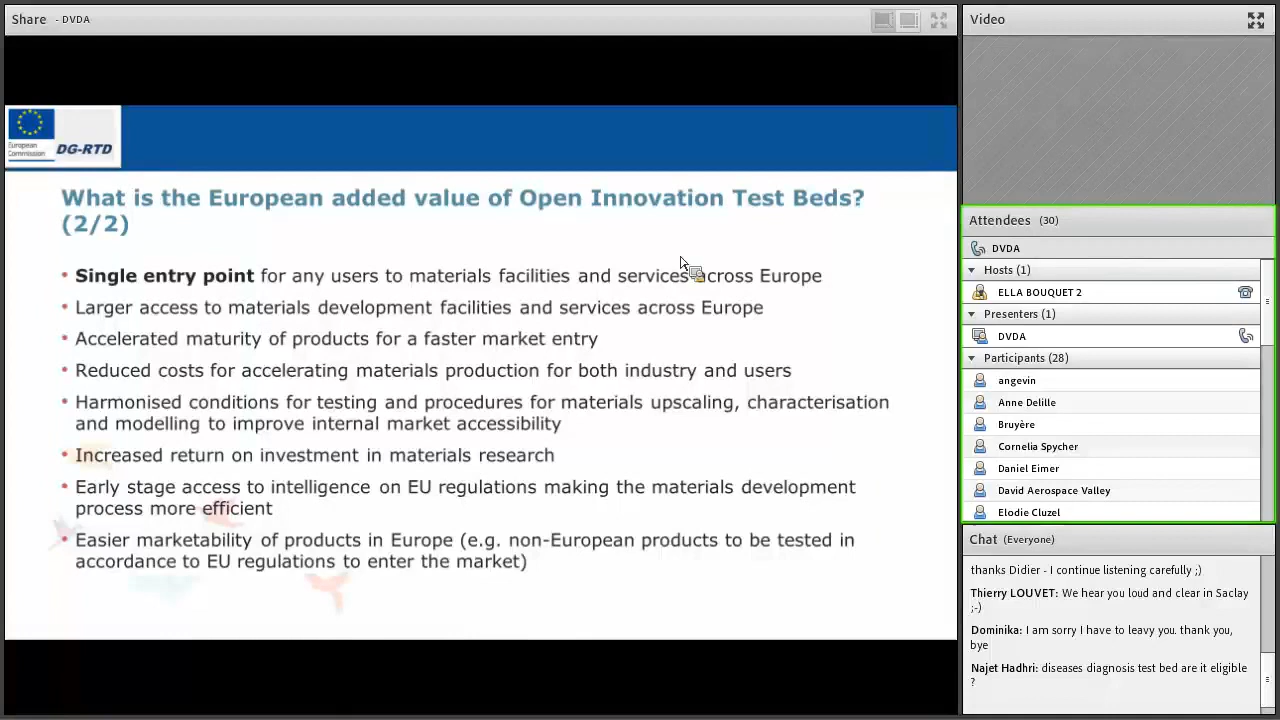 Share - DVDA
European
Commission
DG-RTD
What is the European added value of Open Innovation Test Beds?
(2/2)
• Single entry point for any users to materials facilities and services across Europe
• Larger access to materials development facilities and services across Europe
• Accelerated maturity of products for a faster market entry
• Reduced costs for accelerating materials production for both industry and users
• Harmonised conditions for testing and procedures for materials upscaling, characterisation
and modelling to improve internal market accessibility
• Increased return on investment in materials research
• Early stage access to intelligence on EU regulations making the materials development
process more efficient
• Easier marketability of products in Europe (e.g. non-European products to be tested in
accordance to EU regulations to enter the market)
Video
Attendees (30)
DVDA
Hosts (1)
ELLA BOUQUET 2
Presenters (1)
DVDA
Participants (28)
angevin
Anne Delille
Bruyère
Cornelia Spycher
Daniel Eimer
David Aerospace Valley
Elodie Cluzel
Chat (Everyone)
thanks Didier - I continue listening carefully ;)
Thierry LOUVET: We hear you loud and clear in Saclay
;-)
Dominika: I am sorry I have to leavy you. thank you,
bye
Najet Hadhri: diseases diagnosis test bed are it eligible
?